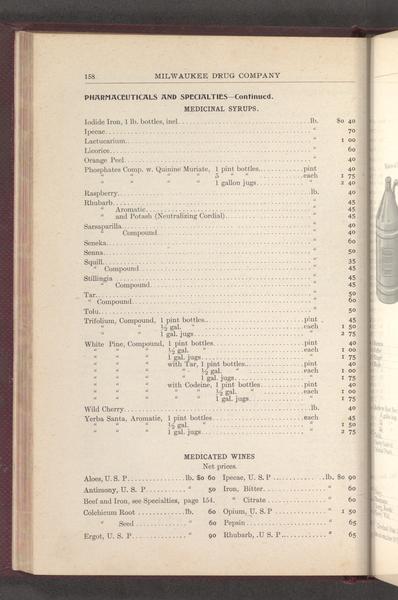 158 MILWAUKEE DRUG COMPANY
PHARMACEUTICALS AND SPECIALTIES—Continued.
MEDICINAL SYRUPS.
Iodide Iron, 1 lb. bottles, incl. lb. $0 40
Ipecac " 70
Lactucarium " 1 00
Licorice " 60
Orange Peel " 40
Phosphates Comp. w. Quinine Muriate, 1 pint bottles pint 40
" " " " 5 " " each 1 75
" " " " 1 gallon jugs " 2 40
Raspberry lb. 40
Rhubarb " 45
" Aromatic " 45
" and Potash (Neutralizing Cordial) " 45
Sarsaparilla " 40
" Compound " 40
Seneka " 60
Senna " 50
Squill " 35
" Compound " 45
Stillingia " 45
" Compound " 45
Tar " 50
" Compound " 60
Tolu " 50
Trifolium, Compound, 1 pint bottles pint 45
" " ½ gal. " each 1 50
" " 1 gal. jugs " 2 75
White Pine, Compound, 1 pint bottles pint 40
" " " ½ gal. " each 1 00
" " " 1 gal. jugs " 1 75
" " " with Tar, 1 pint bottles pint 40
" " " " ½ gal. " each 1 00
" " " " 1 gal. jugs " 1 75
" " " with Codeine, 1 pint bottles pint 40
" " " " " ½ gal. " each 1 00
" " " " " 1 gal. jugs " 1 75
Wild Cherry lb. 40
Yerba Santa, Aromatic, 1 pint bottles each 45
" " " ½ gal. " " 1 50
" " " 1 gal. jugs " 2 75
MEDICATED WINES
Net prices.
Aloes, U. S. P. lb. $0 60
Antimony, U. S. P. " 50
Beef and Iron, see Specialties, page 154.
Colchicum Root lb. 60
" Seed " 60
Ergot, U. S. P. " 90
Ipecac, U. S. P. lb. $0 90
Iron, Bitter " 60
" Citrate " 60
Opium, U. S. P. " 1 50
Pepsin " 65
Rhubarb, U. S. P. " 65